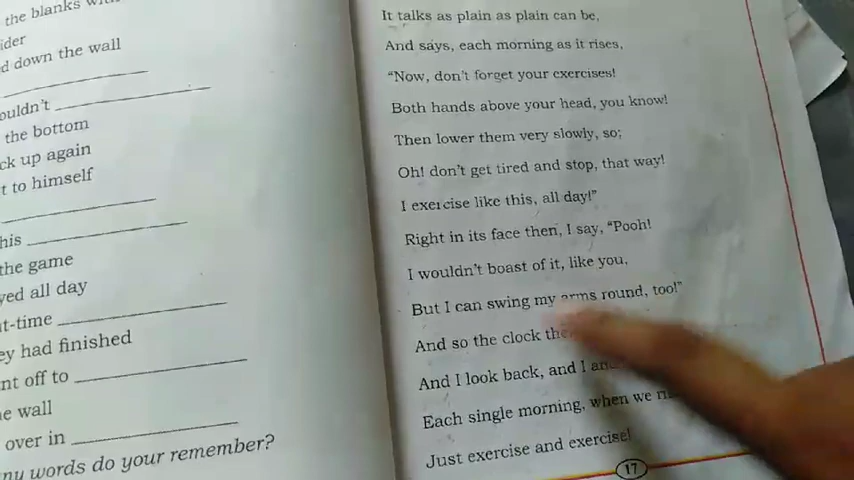 the blanks with
ider
d down the wall
ouldn't
the bottom
ck up again
t to himself
his
the game
yed all day
t-time
ey had finished
nt off to
e wall
over in
ny words do your remember?
It talks as plain as plain can be,
And says, each morning as it rises,
"Now, don't forget your exercises!
Both hands above your head, you know!
Then lower them very slowly, so;
Oh! don't get tired and stop, that way!
I exercise like this, all day!"
Right in its face then, I say, "Pooh!
I wouldn't boast of it, like you,
But I can swing my arms round, too!"
And so the clock
And I look back, and I
Each single morning, when we
Just exercise and exercise!
17